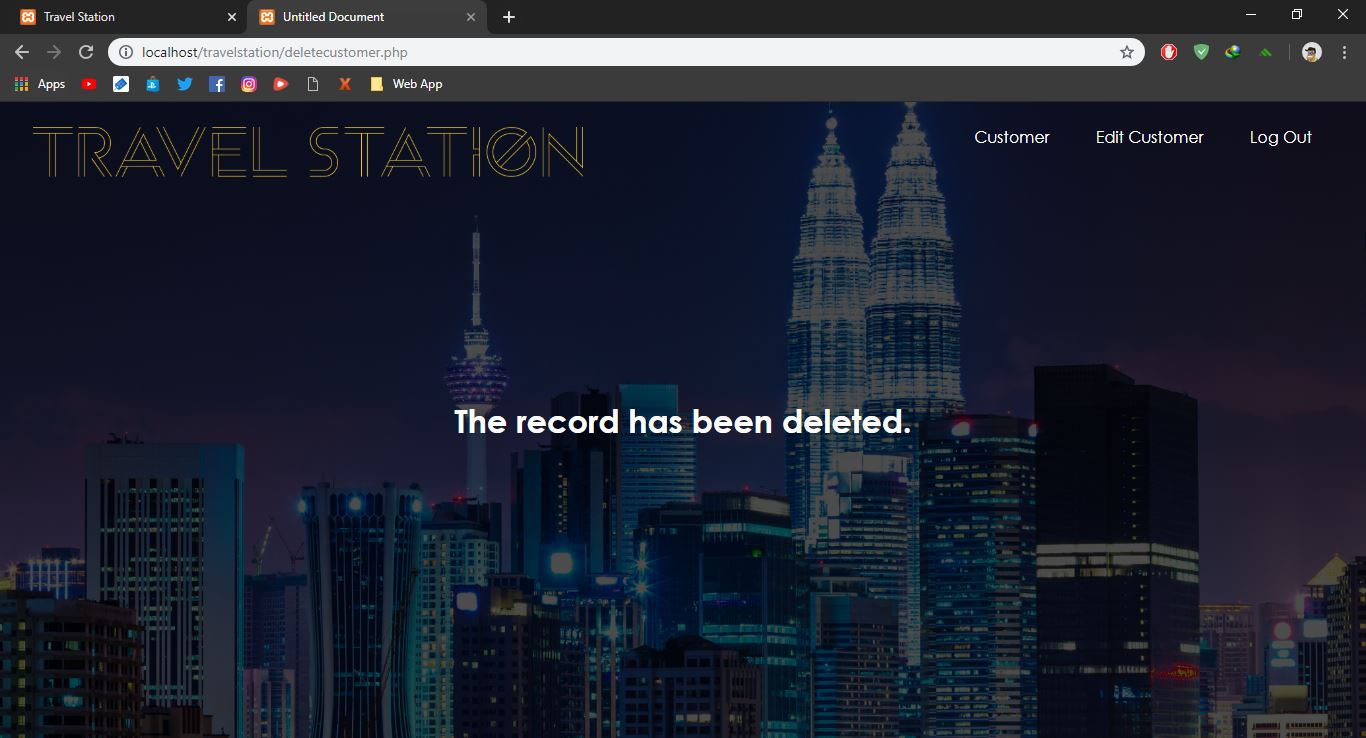 Travel Station
Untitled Document
localhost/travelstation/deletecustomer.php
Apps
Web App
TRAVEL STATION
Customer
Edit Customer
Log Out
The record has been deleted.